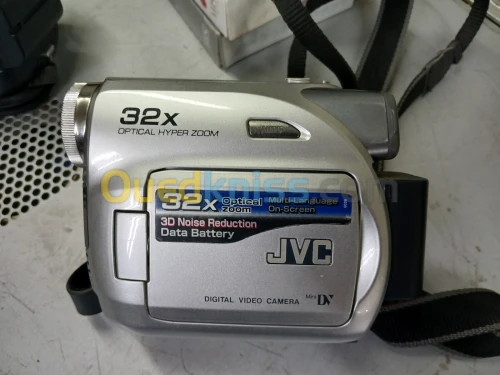 32x
OPTICAL HYPER ZOOM
Ouedkniss.com
32x Optical zoom
Multi-Language On-Screen
3D Noise Reduction
Data Battery
JVC
DIGITAL VIDEO CAMERA Mini DV